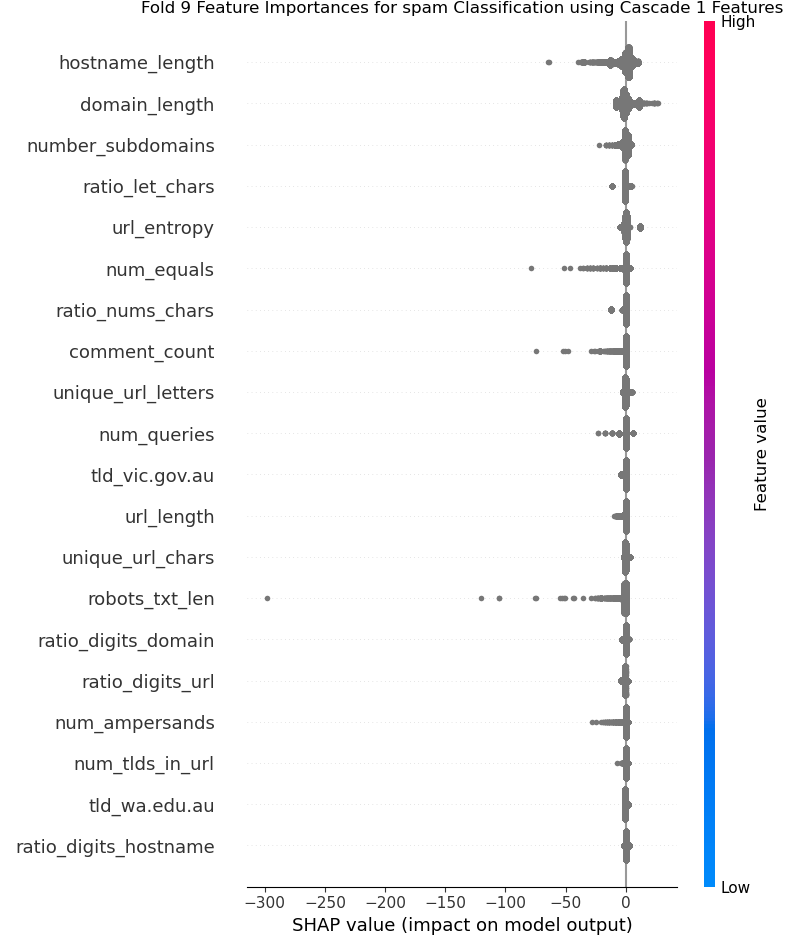 Fold 9 Feature Importances for spam Classification using Cascade 1 Features
High
hostname_length
domain_length
number_subdomains
ratio_let_chars
url_entropy
num_equals
ratio_nums_chars
comment_count
unique_url_letters
num_queries
tld_vic.gov.au
url_length
unique_url_chars
robots_txt_len
ratio_digits_domain
ratio_digits_url
num_ampersands
num_tlds_in_url
tld_wa.edu.au
ratio_digits_hostname
Feature value
Low
−300 −250 −200 −150 −100 −50 0
SHAP value (impact on model output)